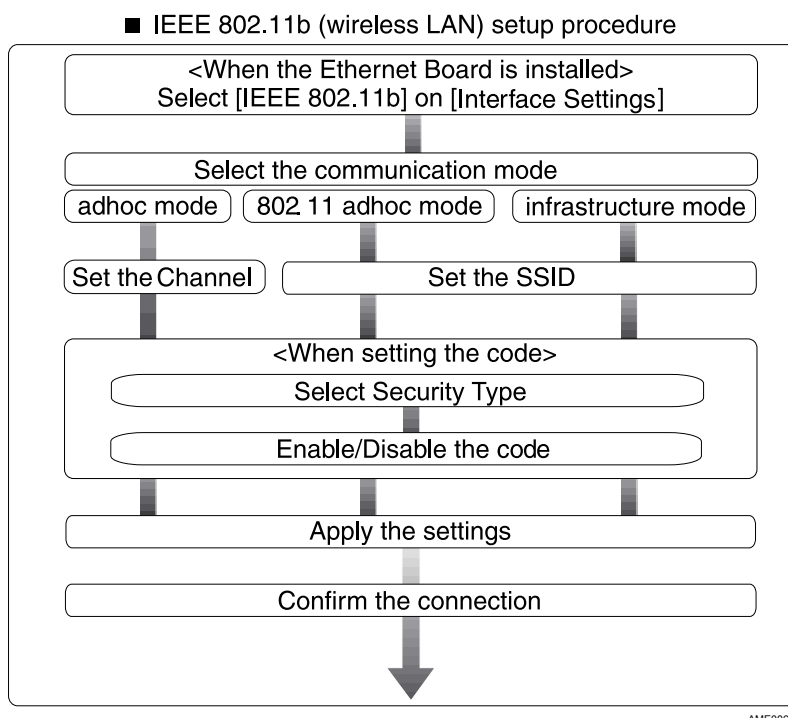 ■ IEEE 802.11b (wireless LAN) setup procedure
<When the Ethernet Board is installed>
Select [IEEE 802.11b] on [Interface Settings]
Select the communication mode
adhoc mode
802. 11 adhoc mode
infrastructure mode
Set the Channel
Set the SSID
<When setting the code>
Select Security Type
Enable/Disable the code
Apply the settings
Confirm the connection